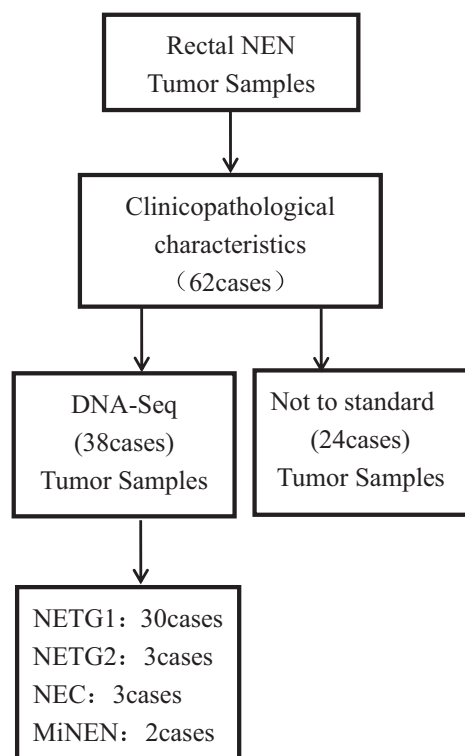 Rectal NEN
Tumor Samples
Clinicopathological
characteristics
（62cases）
DNA-Seq
(38cases)
Tumor Samples
Not to standard
(24cases)
Tumor Samples
NETG1：30cases
NETG2：3cases
NEC：3cases
MiNEN：2cases